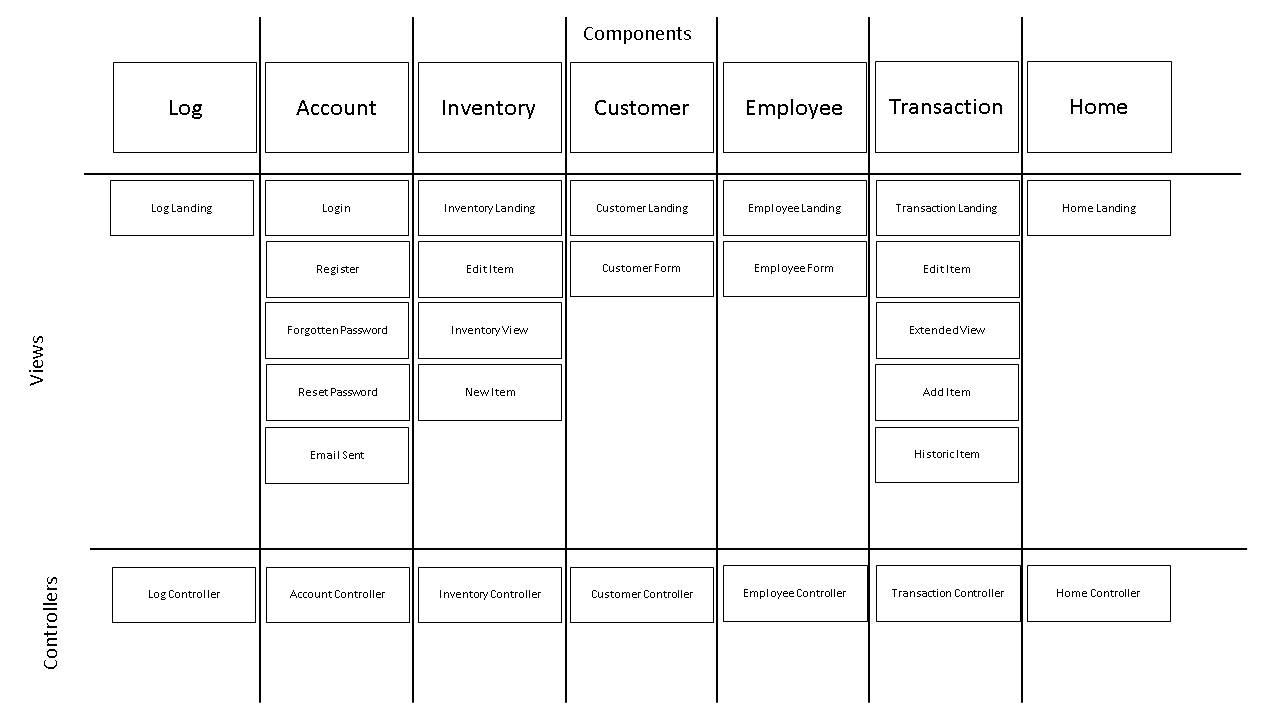 Components
Log
Account
Inventory
Customer
Employee
Transaction
Home
Views
Log Landing
Login
Inventory Landing
Customer Landing
Employee Landing
Transaction Landing
Home Landing
Register
Edit Item
Customer Form
Employee Form
Edit Item
Forgotten Password
Inventory View
Extended View
Reset Password
New Item
Add Item
Email Sent
Historic Item
Controllers
Log Controller
Account Controller
Inventory Controller
Customer Controller
Employee Controller
Transaction Controller
Home Controller